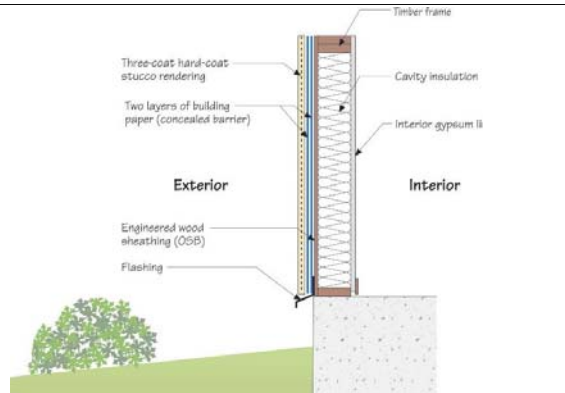 Timber frame
Three-coat hard-coat
stucco rendering
Cavity insulation
Two layers of building
paper (concealed barrier)
Interior gypsum li
Exterior
Interior
Engineered wood
sheathing (OSB)
Flashing